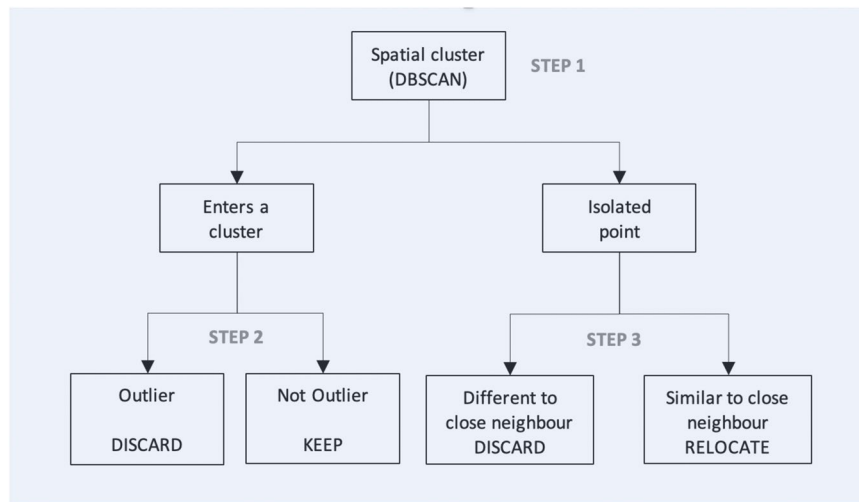 Spatial cluster
(DBSCAN)
STEP 1
Enters a
cluster
Isolated
point
STEP 2
STEP 3
Outlier
DISCARD
Not Outlier
KEEP
Different to
close neighbour
DISCARD
Similar to close
neighbour
RELOCATE